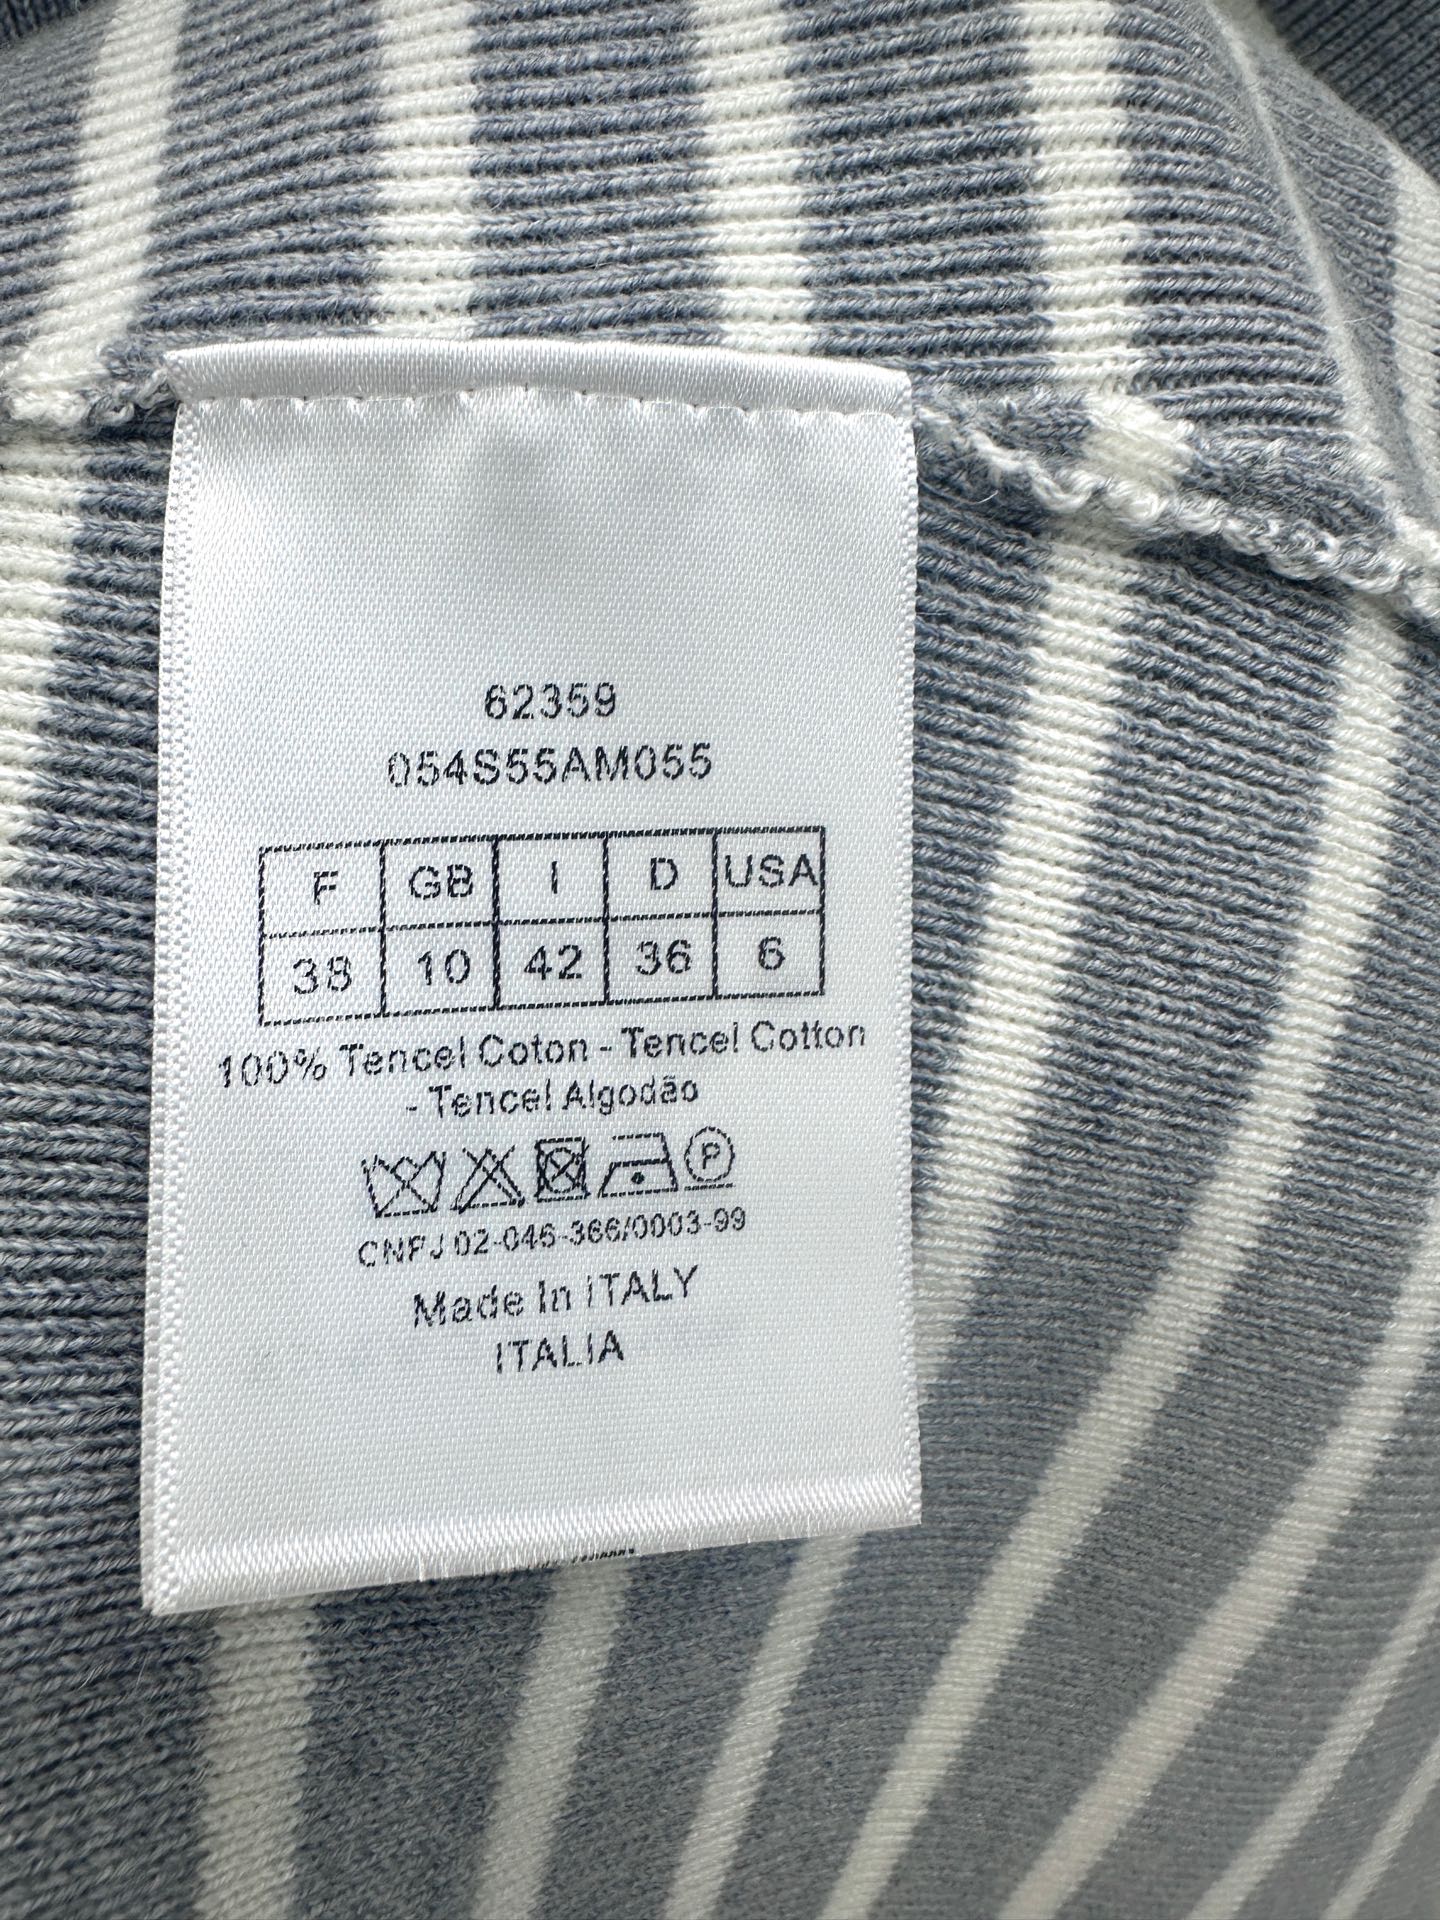 62359
054S55AM055
F GB I D USA
38 10 42 36 6
100% Tencel Coton - Tencel Cotton
- Tencel Algodão
P
CNPJ 02-046-366/0003-99
Made In ITALY
ITALIA